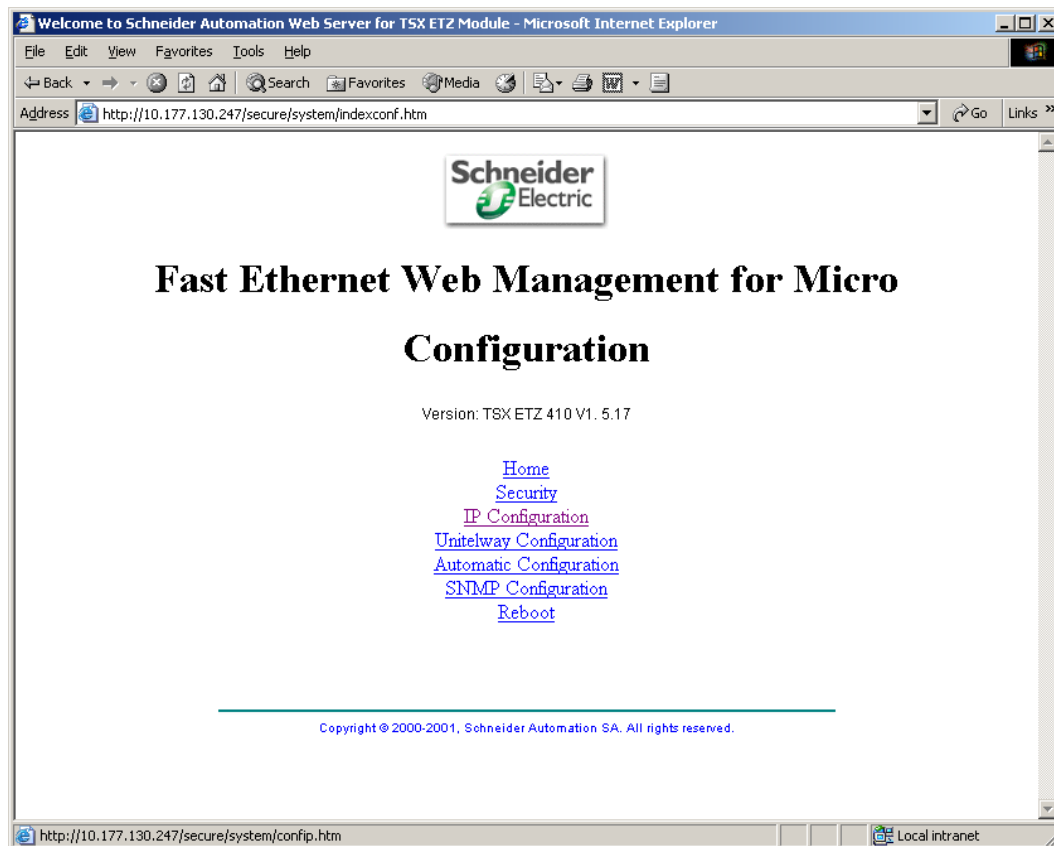 Welcome to Schneider Automation Web Server for TSX ETZ Module - Microsoft Internet Explorer
File Edit View Favorites Tools Help
Back Search Favorites Media
Address http://10.177.130.247/secure/system/indexconf.htm Go Links »
Schneider
Electric
Fast Ethernet Web Management for Micro
Configuration
Version: TSX ETZ 410 V1. 5.17
Home
Security
IP Configuration
Unitelway Configuration
Automatic Configuration
SNMP Configuration
Reboot
Copyright © 2000-2001, Schneider Automation SA. All rights reserved.
http://10.177.130.247/secure/system/confip.htm Local intranet